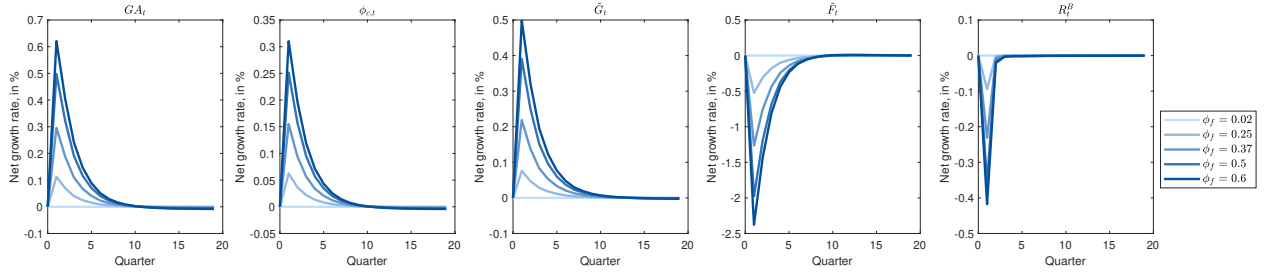 GA_t
Net growth rate, in %
0.7
0.6
0.5
0.4
0.3
0.2
0.1
0
-0.1
0 5 10 15 20
Quarter
ϕ_{c,t}
Net growth rate, in %
0.35
0.3
0.25
0.2
0.15
0.1
0.05
0
-0.05
0 5 10 15 20
Quarter
G̃_t
Net growth rate, in %
0.5
0.4
0.3
0.2
0.1
0
-0.1
0 5 10 15 20
Quarter
F̃_t
Net growth rate, in %
0.5
0
-0.5
-1
-1.5
-2
-2.5
0 5 10 15 20
Quarter
R_t^B
Net growth rate, in %
0.1
0
-0.1
-0.2
-0.3
-0.4
-0.5
0 5 10 15 20
Quarter
ϕ_f = 0.02
ϕ_f = 0.25
ϕ_f = 0.37
ϕ_f = 0.5
ϕ_f = 0.6